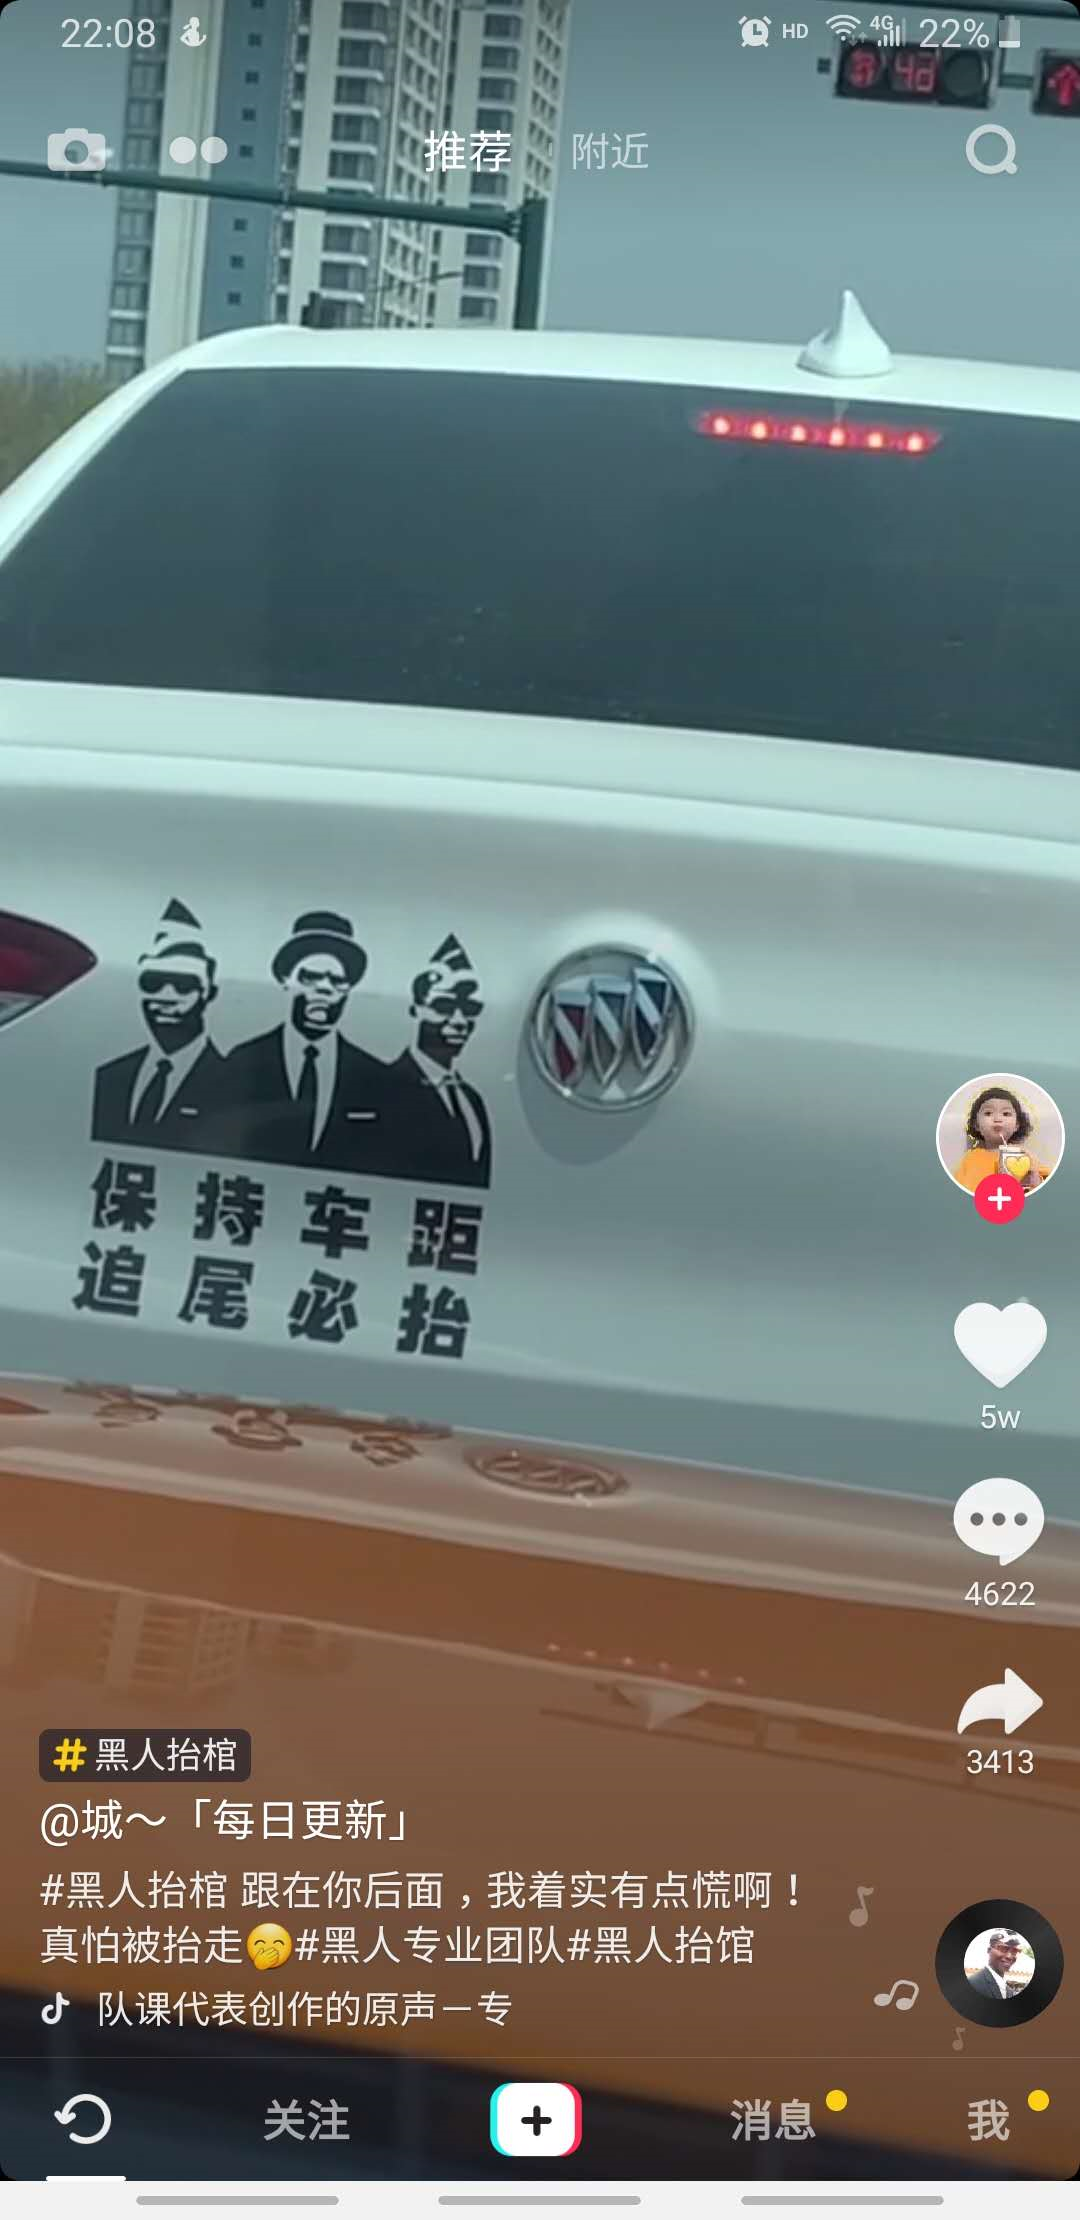 22:08
HD
4G
22%
推荐
附近
保持车距
追尾必抬
5w
4622
3413
#黑人抬棺
@城～「每日更新」
#黑人抬棺 跟在你后面，我着实有点慌啊！
真怕被抬走🤭#黑人专业团队#黑人抬馆
队课代表创作的原声－专
关注
消息
我